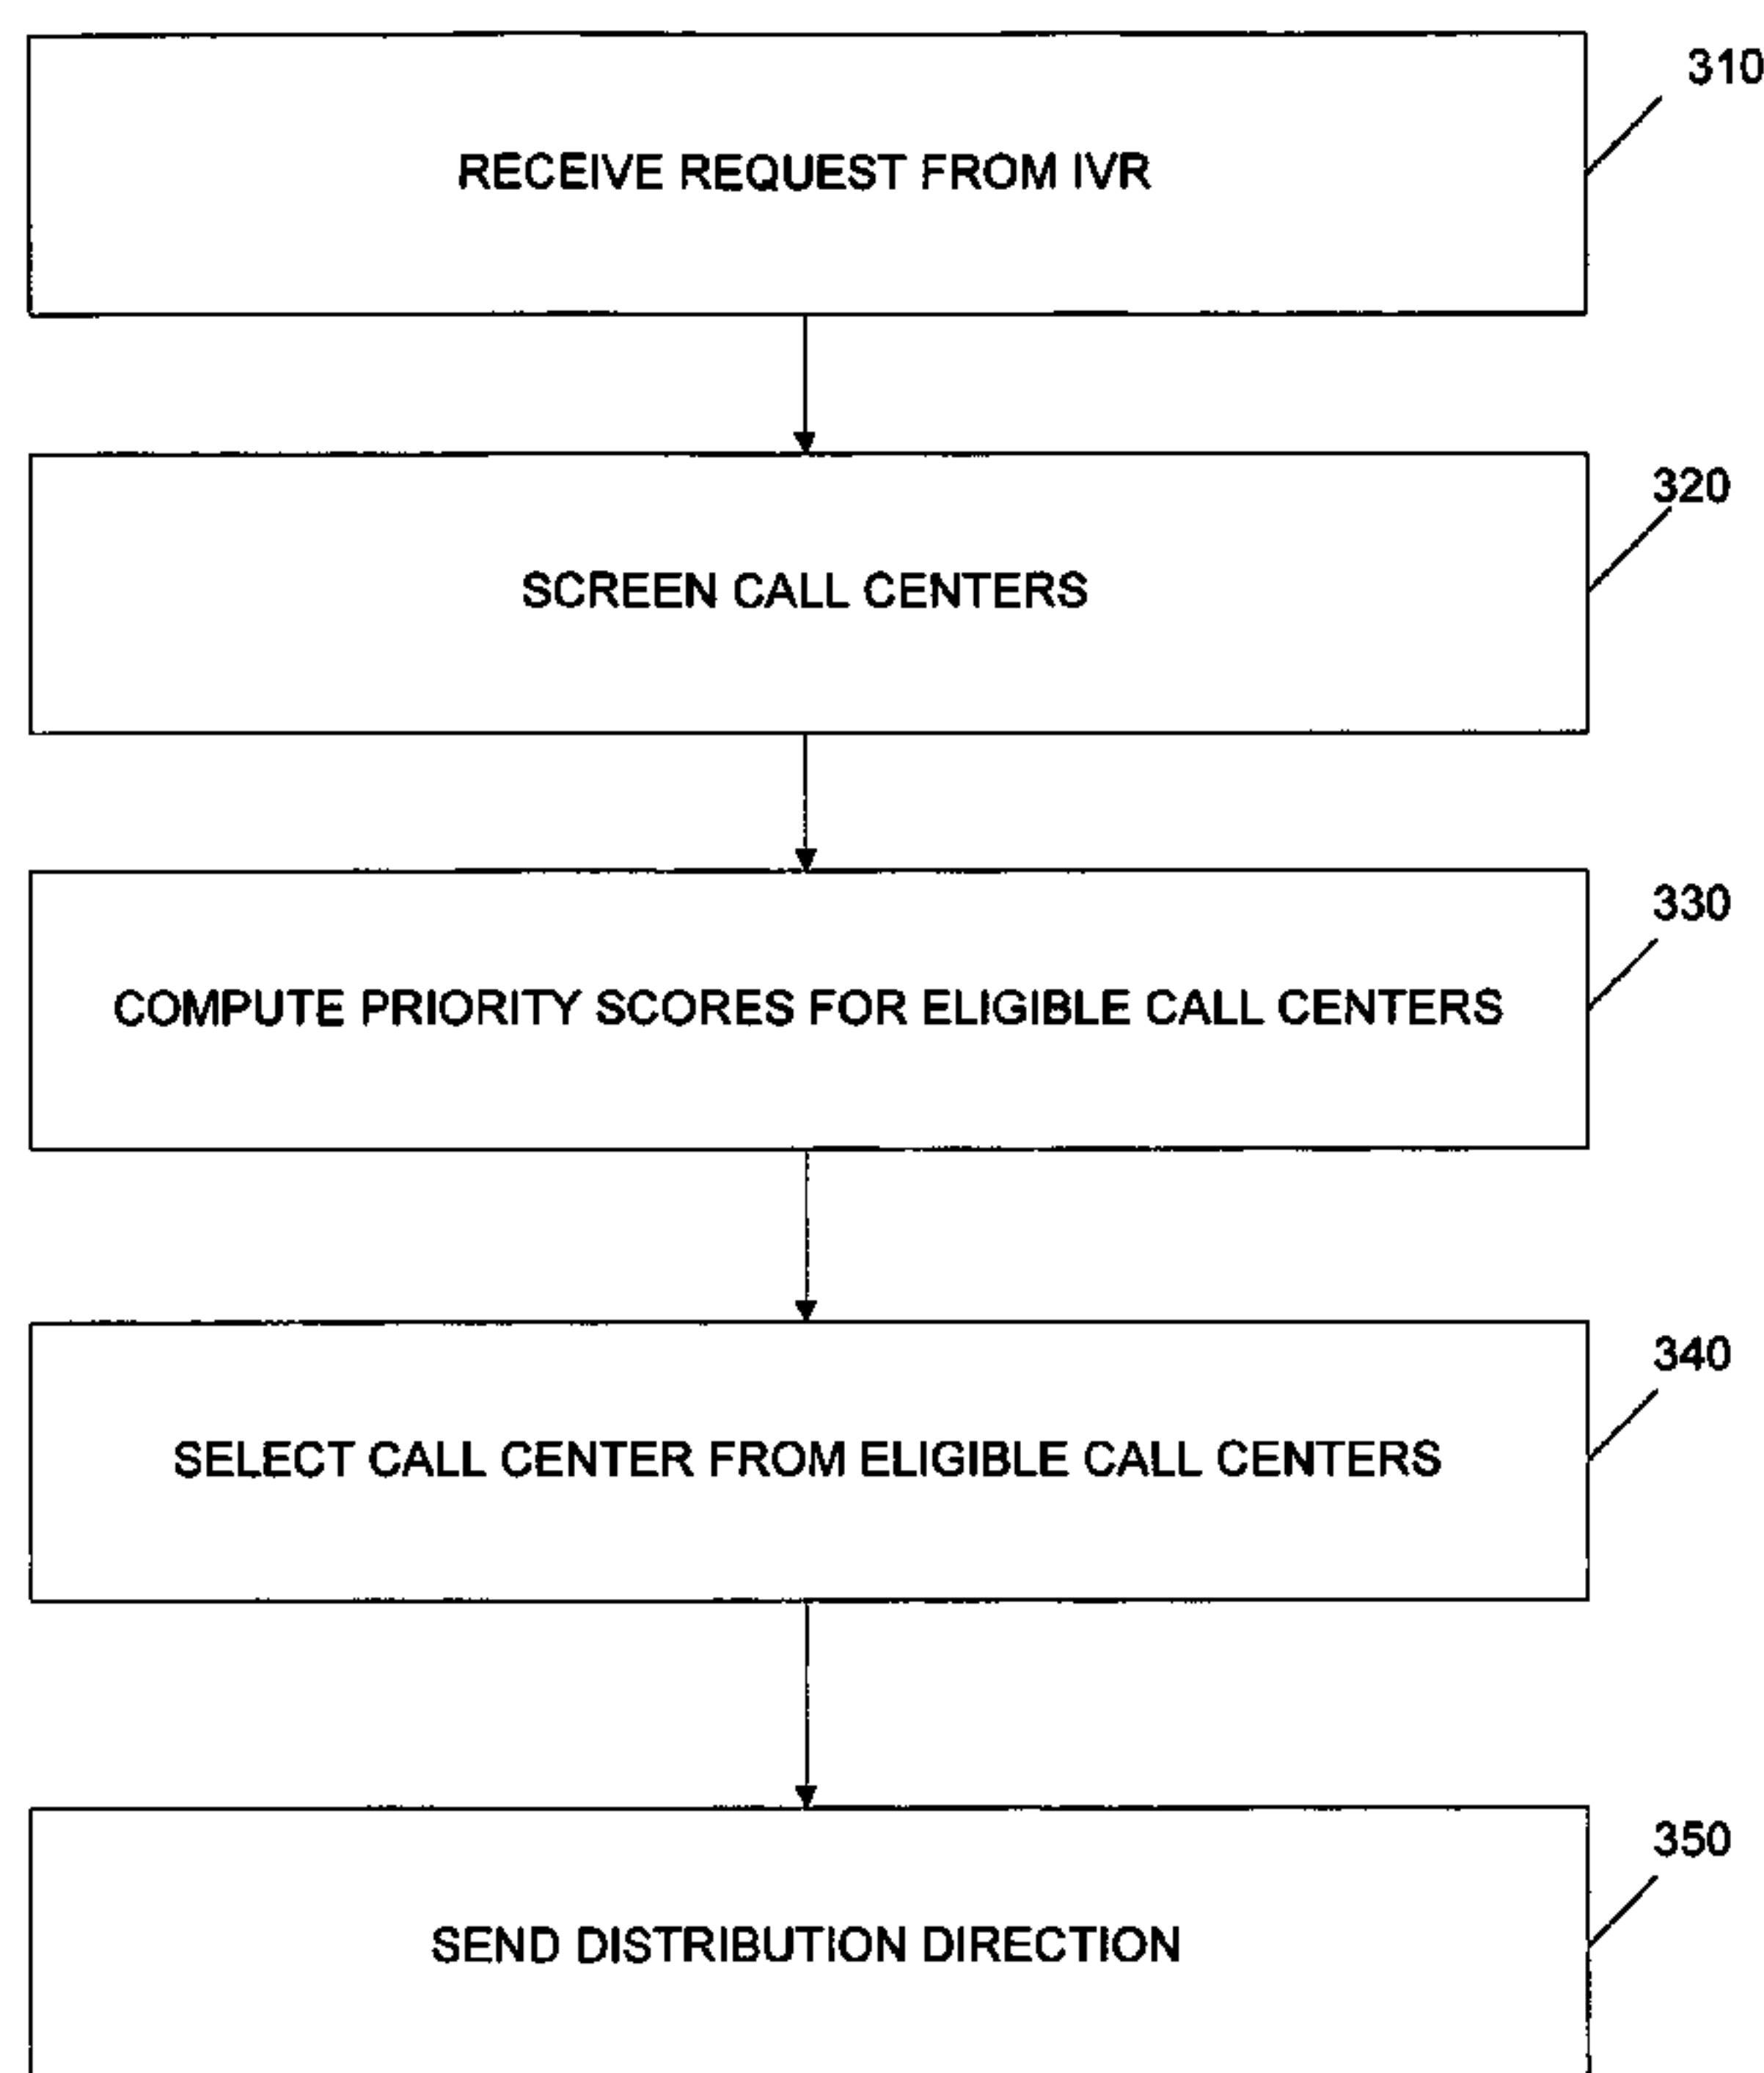 310
RECEIVE REQUEST FROM IVR
320
SCREEN CALL CENTERS
330
COMPUTE PRIORITY SCORES FOR ELIGIBLE CALL CENTERS
340
SELECT CALL CENTER FROM ELIGIBLE CALL CENTERS
350
SEND DISTRIBUTION DIRECTION